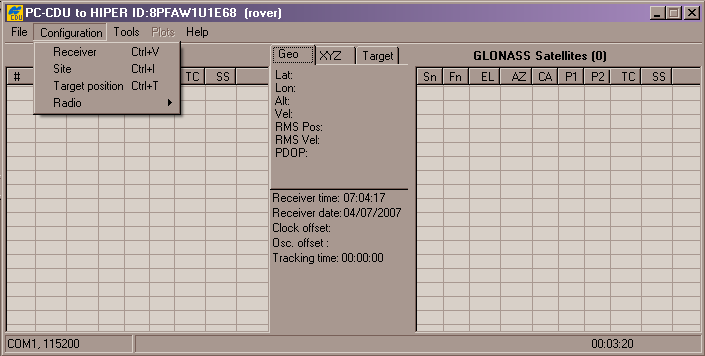 PC-CDU to HIPER ID:8PFAW1U1E68 (rover)
File Configuration Tools Plots Help
Receiver Ctrl+V
Site Ctrl+I
Target position Ctrl+T
Radio
# TC SS
Geo XYZ Target
Lat:
Lon:
Alt:
Vel:
RMS Pos:
RMS Vel:
PDOP:
Receiver time: 07:04:17
Receiver date: 04/07/2007
Clock offset:
Osc. offset :
Tracking time: 00:00:00
GLONASS Satellites (0)
Sn Fn EL AZ CA P1 P2 TC SS
COM1, 115200 00:03:20